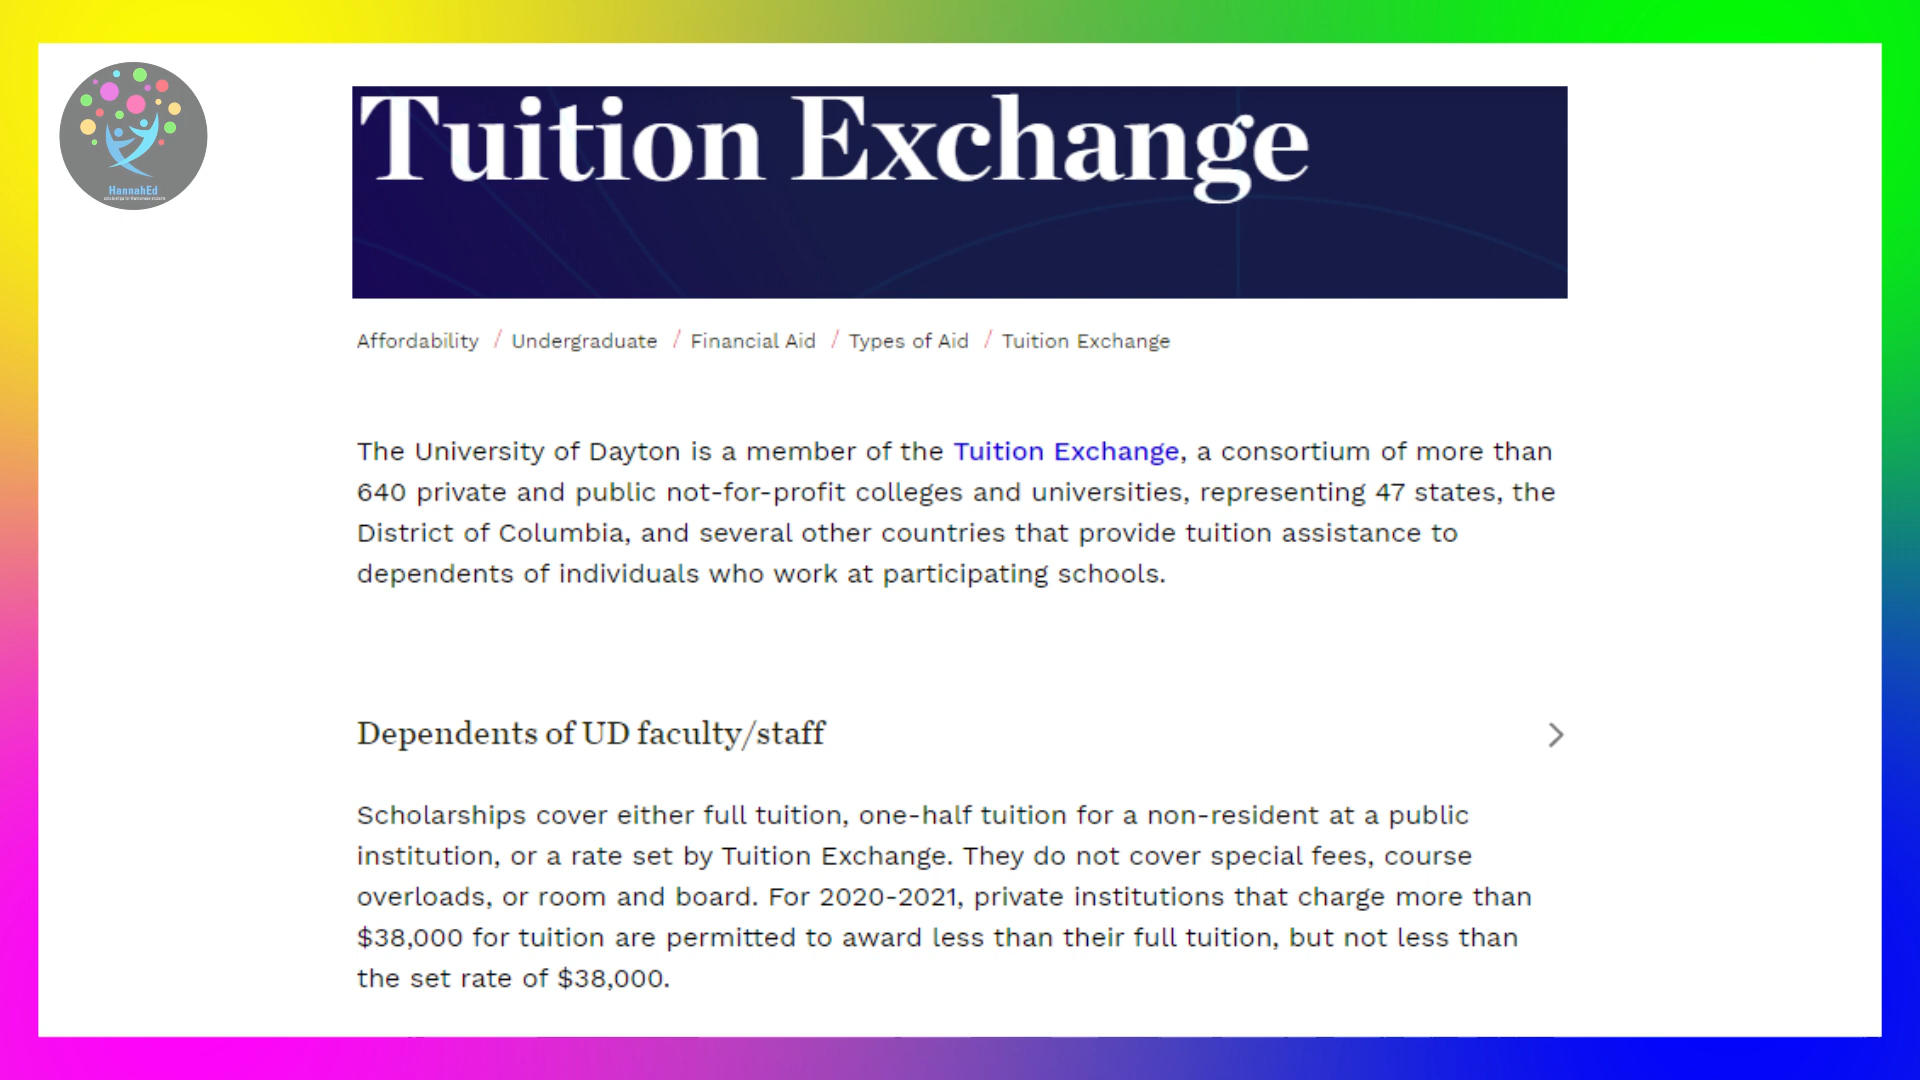 HannahEd
Tuition Exchange
Affordability / Undergraduate / Financial Aid / Types of Aid / Tuition Exchange
The University of Dayton is a member of the Tuition Exchange, a consortium of more than
640 private and public not-for-profit colleges and universities, representing 47 states, the
District of Columbia, and several other countries that provide tuition assistance to
dependents of individuals who work at participating schools.
Dependents of UD faculty/staff
Scholarships cover either full tuition, one-half tuition for a non-resident at a public
institution, or a rate set by Tuition Exchange. They do not cover special fees, course
overloads, or room and board. For 2020-2021, private institutions that charge more than
$38,000 for tuition are permitted to award less than their full tuition, but not less than
the set rate of $38,000.